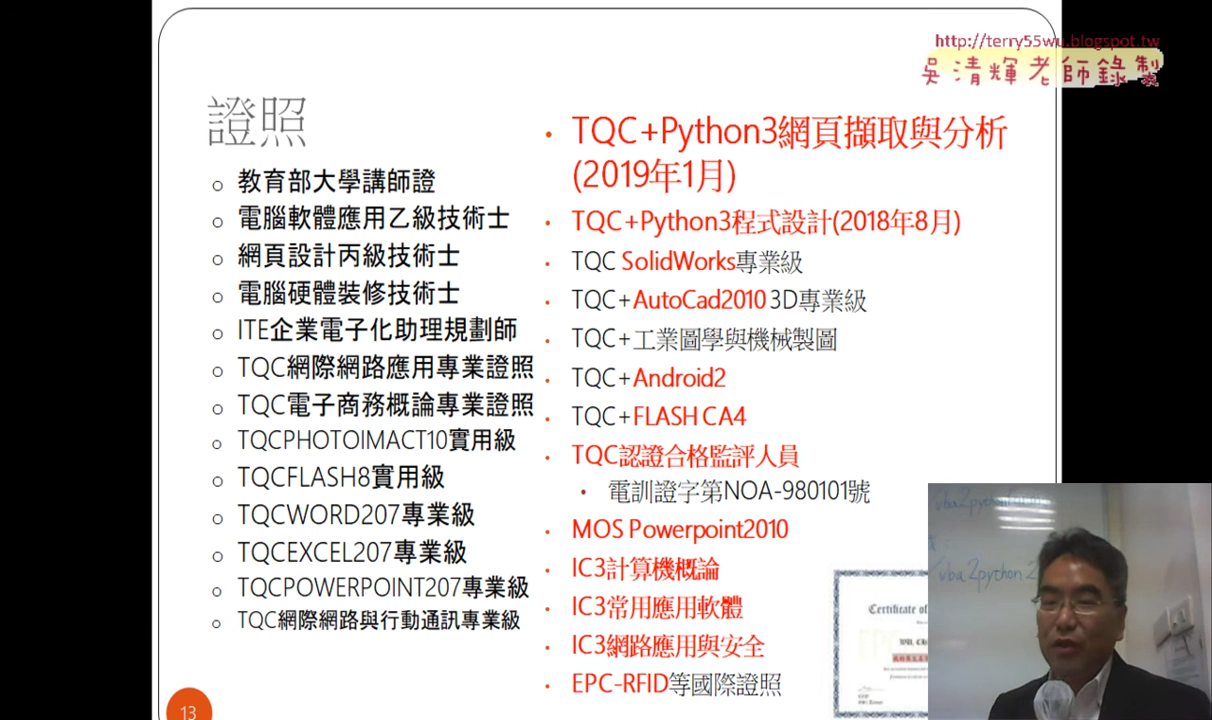 http://terry55wu.blogspot.tw
吳清輝老師錄製
證照
教育部大學講師證
電腦軟體應用乙級技術士
網頁設計丙級技術士
電腦硬體裝修技術士
ITE企業電子化助理規劃師
TQC網際網路應用專業證照
TQC電子商務概論專業證照
TQCPHOTOIMACT10實用級
TQCFLASH8實用級
TQCWORD207專業級
TQCEXCEL207專業級
TQCPOWERPOINT207專業級
TQC網際網路與行動通訊專業級
TQC+Python3網頁擷取與分析
(2019年1月)
TQC+Python3程式設計(2018年8月)
TQC SolidWorks專業級
TQC+AutoCad2010 3D專業級
TQC+工業圖學與機械製圖
TQC+Android2
TQC+FLASH CA4
TQC認證合格監評人員
電訓證字第NOA-980101號
MOS Powerpoint2010
IC3計算機概論
IC3常用應用軟體
IC3網路應用與安全
EPC-RFID等國際證照
Certificate of
vba2python
vba2python2
13